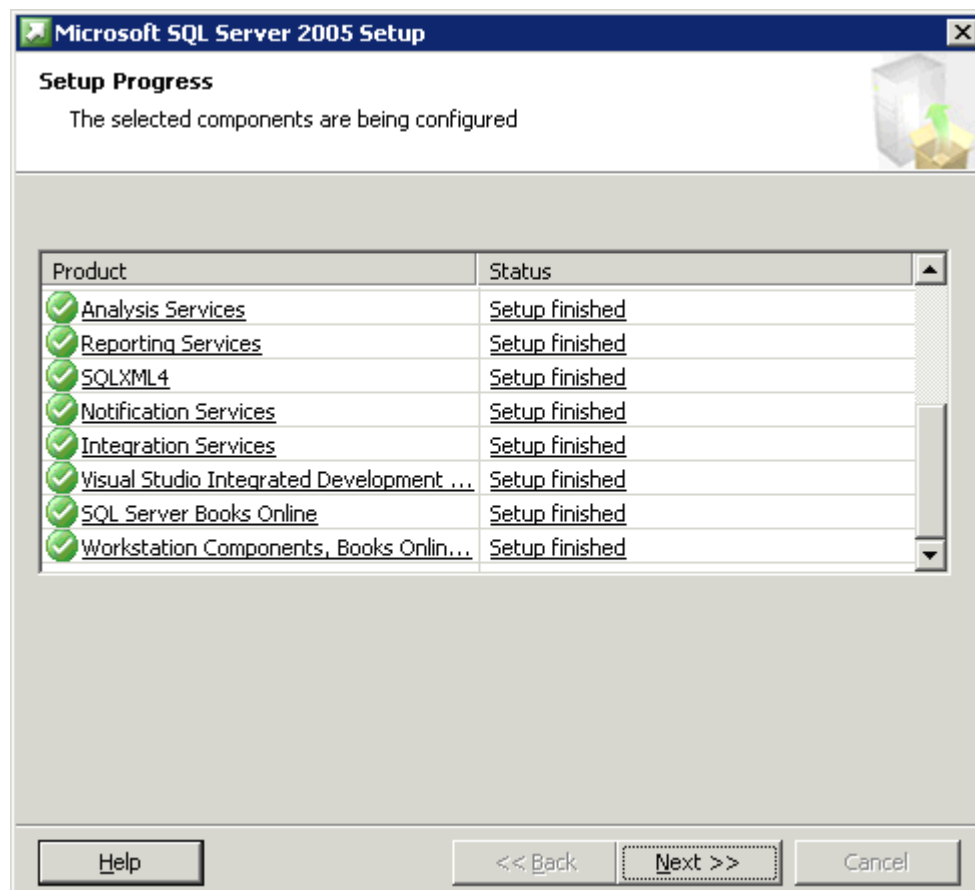 Microsoft SQL Server 2005 Setup
Setup Progress
The selected components are being configured
Product Status
Analysis Services Setup finished
Reporting Services Setup finished
SQLXML4 Setup finished
Notification Services Setup finished
Integration Services Setup finished
Visual Studio Integrated Development ... Setup finished
SQL Server Books Online Setup finished
Workstation Components, Books Onlin... Setup finished
Help << Back Next >> Cancel